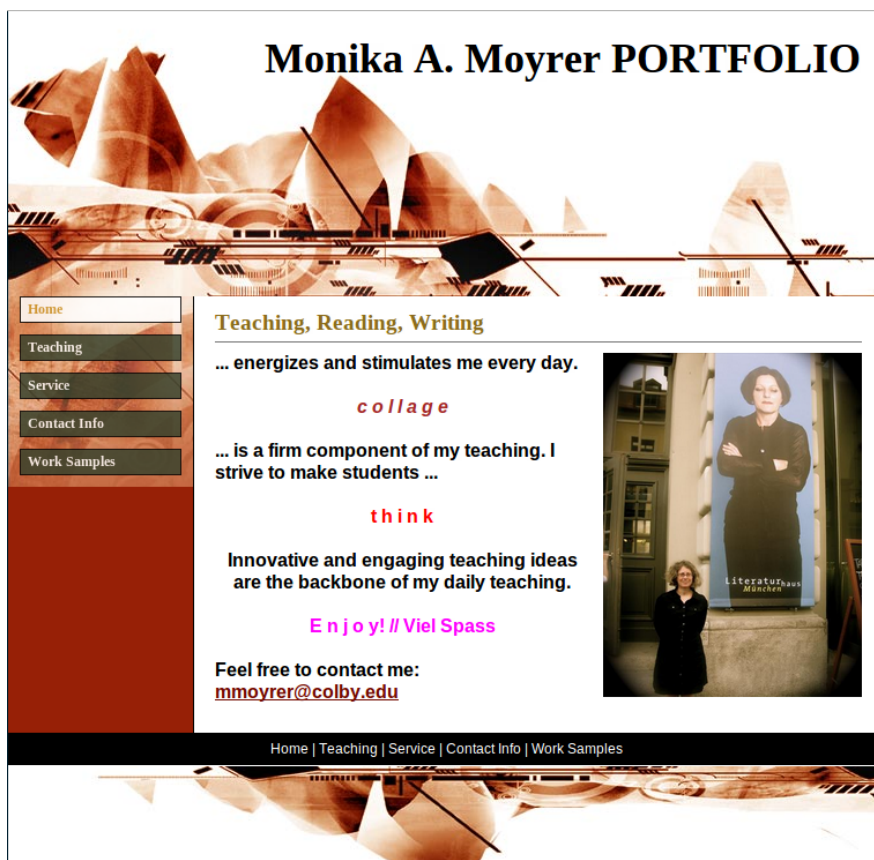 Monika A. Moyrer PORTFOLIO
Home
Teaching
Service
Contact Info
Work Samples
Teaching, Reading, Writing
... energizes and stimulates me every day.
c o l l a g e
... is a firm component of my teaching. I
strive to make students ...
t h i n k
Innovative and engaging teaching ideas
are the backbone of my daily teaching.
E n j o y! // Viel Spass
Feel free to contact me:
mmoyrer@colby.edu
Literaturhaus
München
Home | Teaching | Service | Contact Info | Work Samples